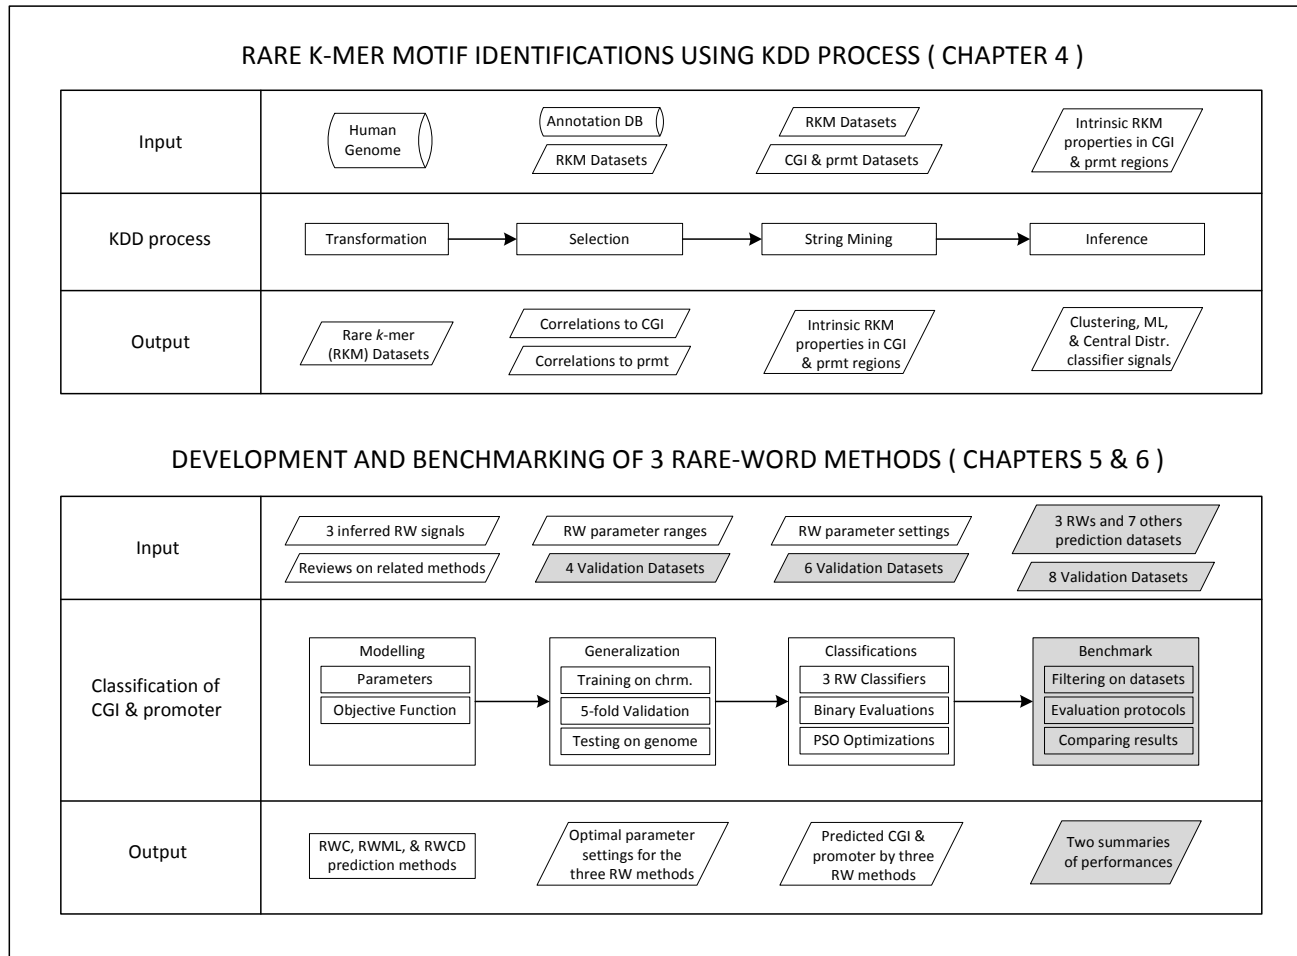 RARE K-MER MOTIF IDENTIFICATIONS USING KDD PROCESS ( CHAPTER 4 )
Input
Human
Genome
Annotation DB
RKM Datasets
RKM Datasets
CGI & prmt Datasets
Intrinsic RKM
properties in CGI
& prmt regions
KDD process
Transformation
Selection
String Mining
Inference
Output
Rare k-mer
(RKM) Datasets
Correlations to CGI
Correlations to prmt
Intrinsic RKM
properties in CGI
& prmt regions
Clustering, ML,
& Central Distr.
classifier signals
DEVELOPMENT AND BENCHMARKING OF 3 RARE-WORD METHODS ( CHAPTERS 5 & 6 )
Input
3 inferred RW signals
Reviews on related methods
RW parameter ranges
4 Validation Datasets
RW parameter settings
6 Validation Datasets
3 RWs and 7 others
prediction datasets
8 Validation Datasets
Classification of
CGI & promoter
Modelling
Parameters
Objective Function
Generalization
Training on chrm.
5-fold Validation
Testing on genome
Classifications
3 RW Classifiers
Binary Evaluations
PSO Optimizations
Benchmark
Filtering on datasets
Evaluation protocols
Comparing results
Output
RWC, RWML, & RWCD
prediction methods
Optimal parameter
settings for the
three RW methods
Predicted CGI &
promoter by three
RW methods
Two summaries
of performances